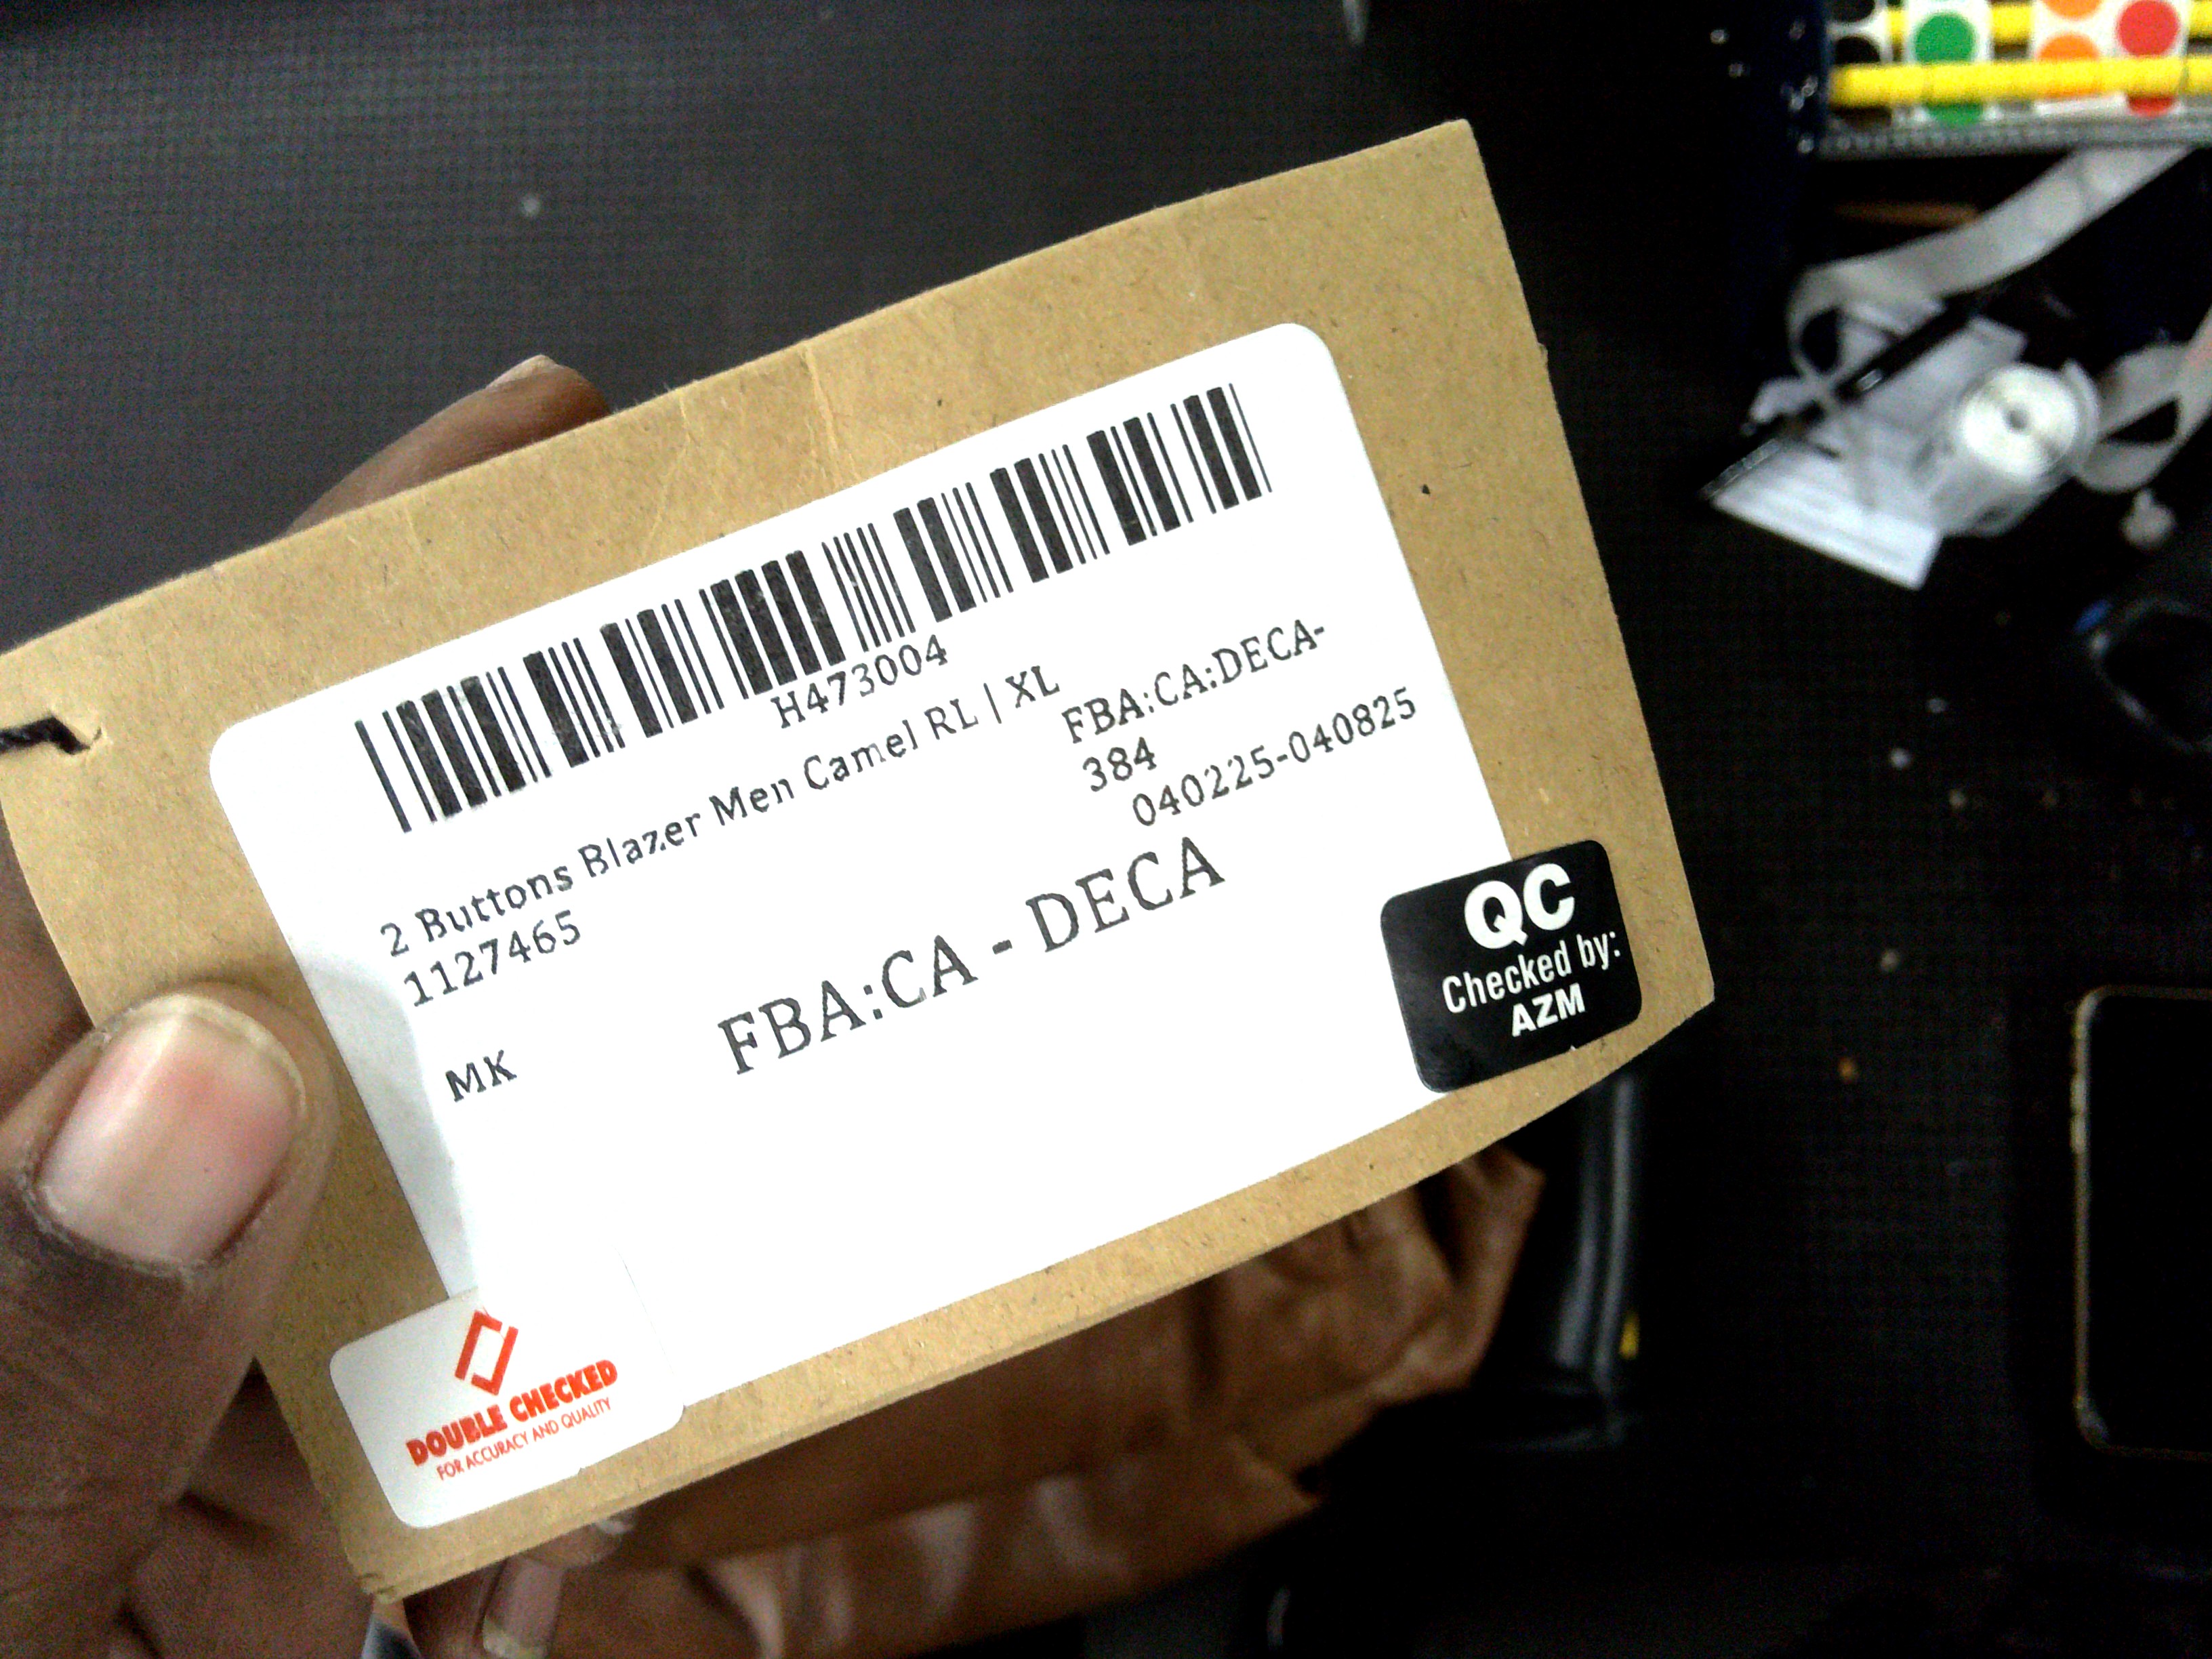 H473004
2 Buttons Blazer Men Camel RL | XL
1127465
FBA:CA:DECA-
384
040225-040825
FBA:CA - DECA
MK
QC
Checked by:
AZM
DOUBLE CHECKED
FOR ACCURACY AND QUALITY